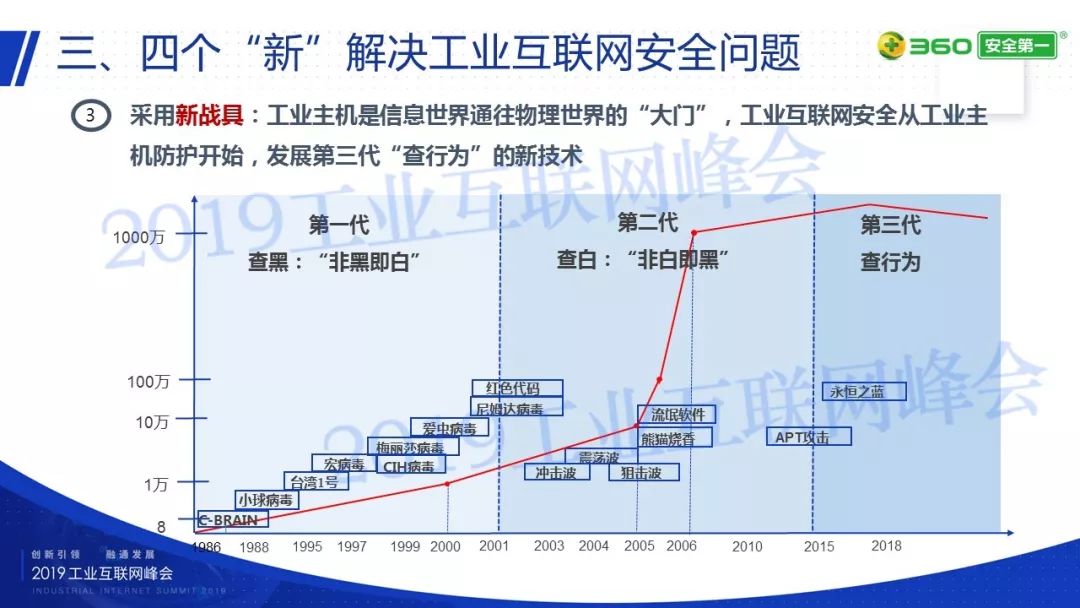 三、四个“新”解决工业互联网安全问题
360 安全第一®
3
采用新战具：工业主机是信息世界通往物理世界的“大门”，工业互联网安全从工业主
机防护开始，发展第三代“查行为”的新技术
2019工业互联网峰会
2019工业互联网峰会
第一代
查黑：“非黑即白”
第二代
查白：“非白即黑”
第三代
查行为
1000万
100万
10万
1万
8
红色代码
尼姆达病毒
爱虫病毒
梅丽莎病毒
宏病毒
CIH病毒
台湾1号
小球病毒
C-BRAIN
流氓软件
熊猫烧香
震荡波
冲击波
狙击波
永恒之蓝
APT攻击
1986 1988 1995 1997 1999 2000 2001 2003 2004 2005 2006 2010 2015 2018
创新引领 融通发展
2019工业互联网峰会
INDUSTRIAL INTERNET SUMMIT 2019